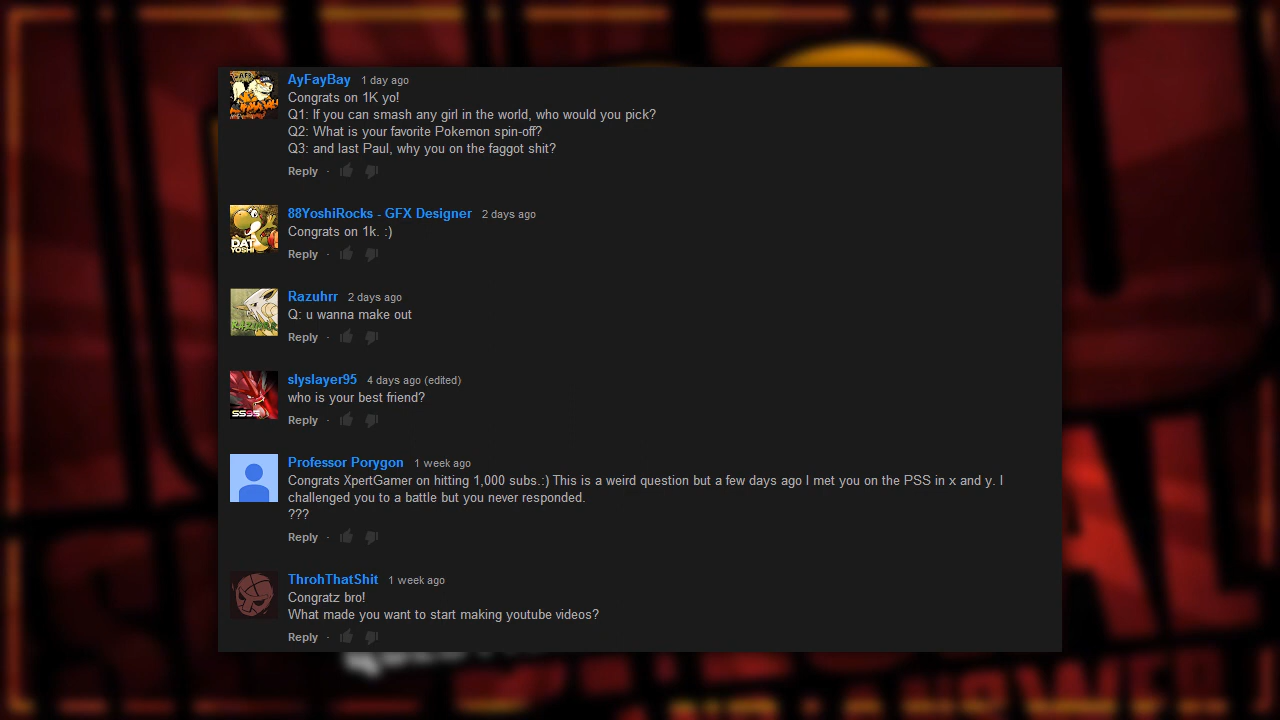 AyFayBay 1 day ago
Congrats on 1K yo!
Q1: If you can smash any girl in the world, who would you pick?
Q2: What is your favorite Pokemon spin-off?
Q3: and last Paul, why you on the faggot shit?
Reply ·
88YoshiRocks - GFX Designer 2 days ago
Congrats on 1k. :)
Reply ·
DAT
YOSHI
Razuhrr 2 days ago
Q: u wanna make out
Reply ·
slyslayer95 4 days ago (edited)
who is your best friend?
Reply ·
SS95
Professor Porygon 1 week ago
Congrats XpertGamer on hitting 1,000 subs.:) This is a weird question but a few days ago I met you on the PSS in x and y. I
challenged you to a battle but you never responded.
???
Reply ·
ThrohThatShit 1 week ago
Congratz bro!
What made you want to start making youtube videos?
Reply ·